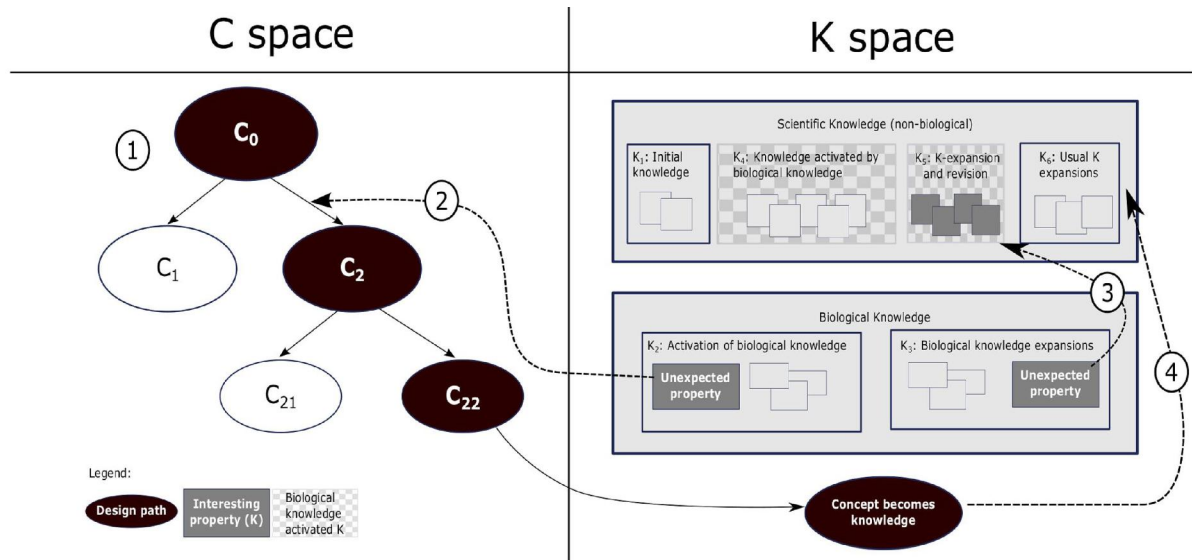 C space
K space
1
C₀
2
C₁
C₂
C₂₁
C₂₂
Legend:
Design path
Interesting
property (K)
Biological
knowledge
activated K
Scientific Knowledge (non-biological)
K₁: Initial
knowledge
K₄: Knowledge activated by
biological knowledge
K₅: K-expansion
and revision
K₆: Usual K
expansions
3
Biological Knowledge
K₂: Activation of biological knowledge
Unexpected
property
K₃: Biological knowledge expansions
Unexpected
property
4
Concept becomes
knowledge